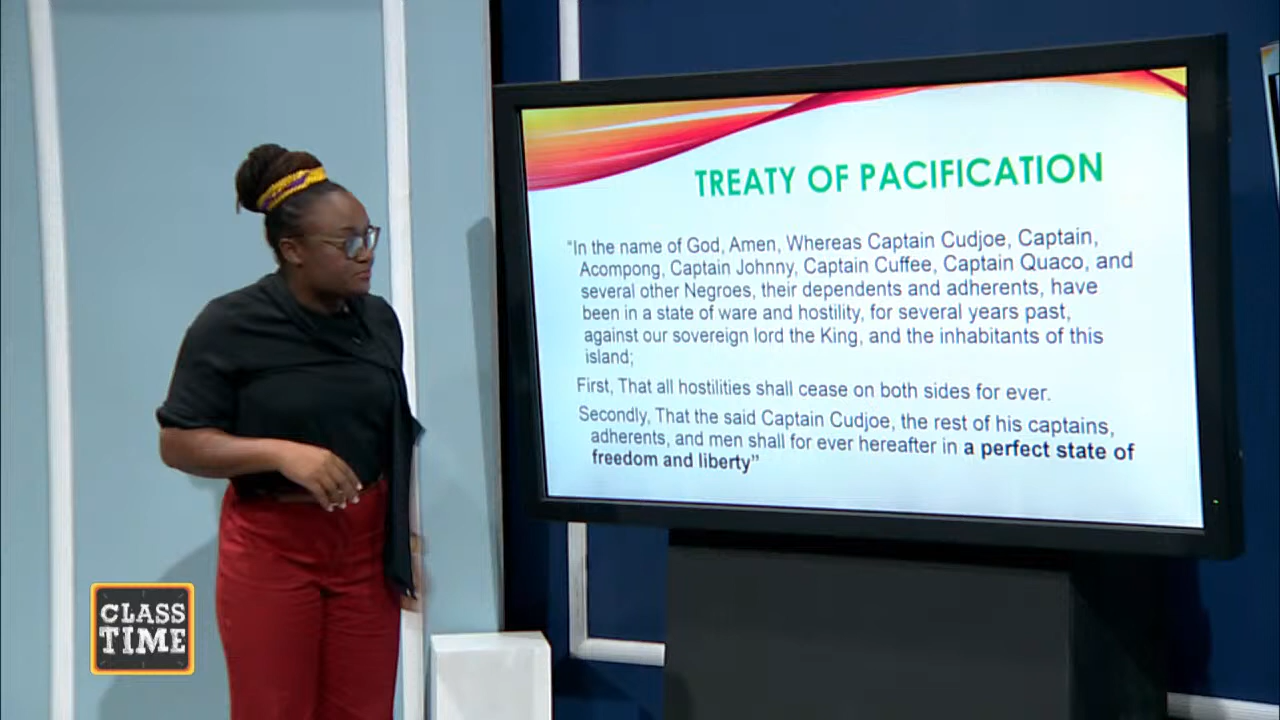 TREATY OF PACIFICATION
“In the name of God, Amen, Whereas Captain Cudjoe, Captain,
Acompong, Captain Johnny, Captain Cuffee, Captain Quaco, and
several other Negroes, their dependents and adherents, have
been in a state of ware and hostility, for several years past,
against our sovereign lord the King, and the inhabitants of this
island;
First, That all hostilities shall cease on both sides for ever.
Secondly, That the said Captain Cudjoe, the rest of his captains,
adherents, and men shall for ever hereafter in a perfect state of
freedom and liberty”
CLASS
TIME